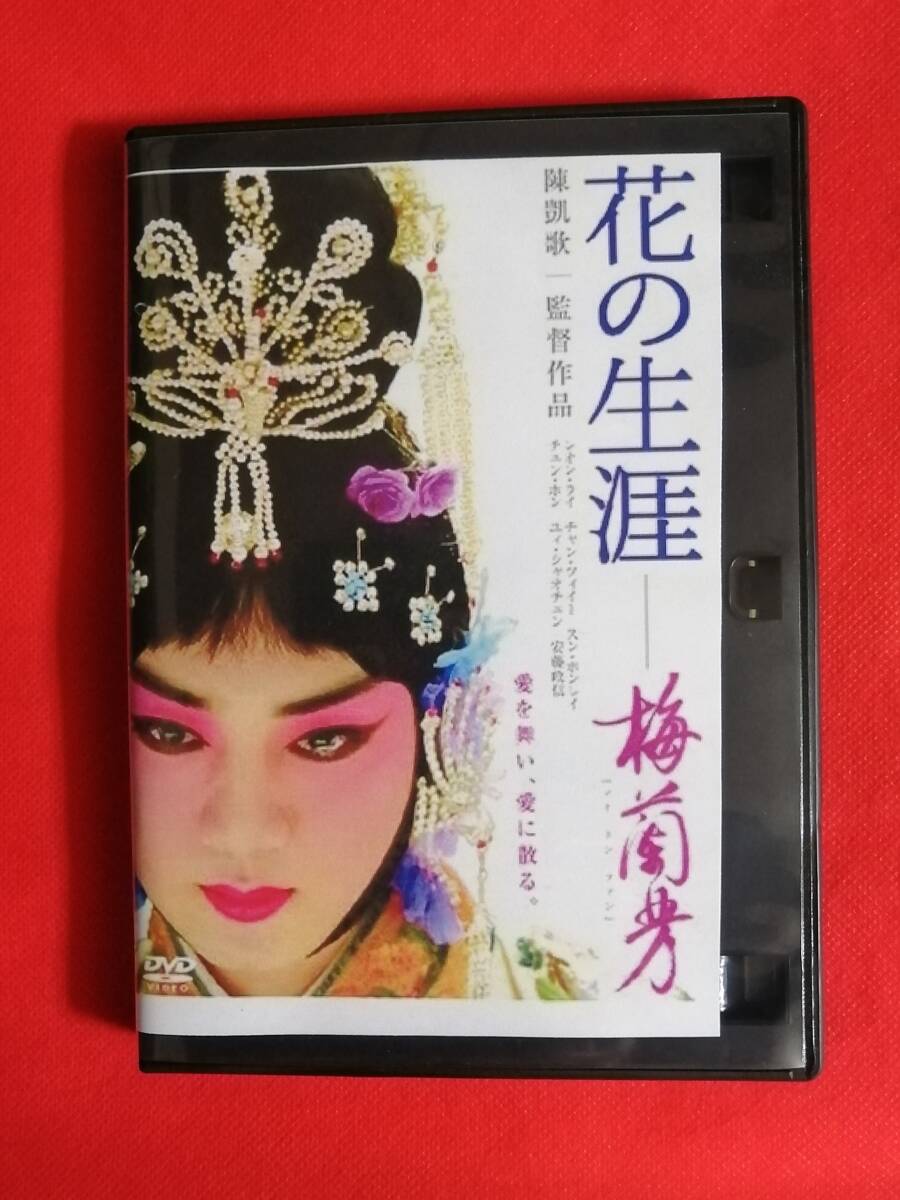 花の生涯──梅蘭芳
［メイ ラン ファン］
陳凱歌｜監督作品
レオン・ライ チャン・ツィイー スン・ホンレイ
チェン・ホン ユィ・シャオチュン 安藤政信
愛を舞い、愛に散る。
DVD
VIDEO